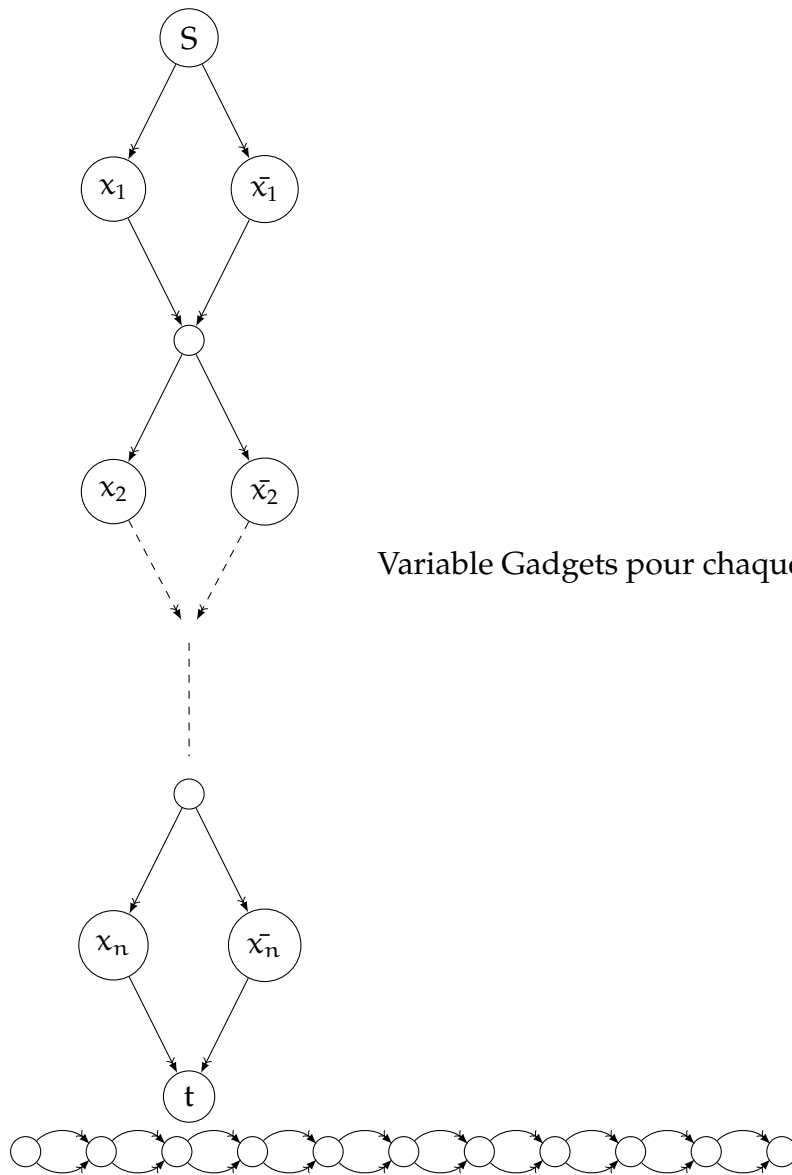 S
x₁ x̄₁
x₂ x̄₂
Variable Gadgets pour chaque
xₙ x̄ₙ
t